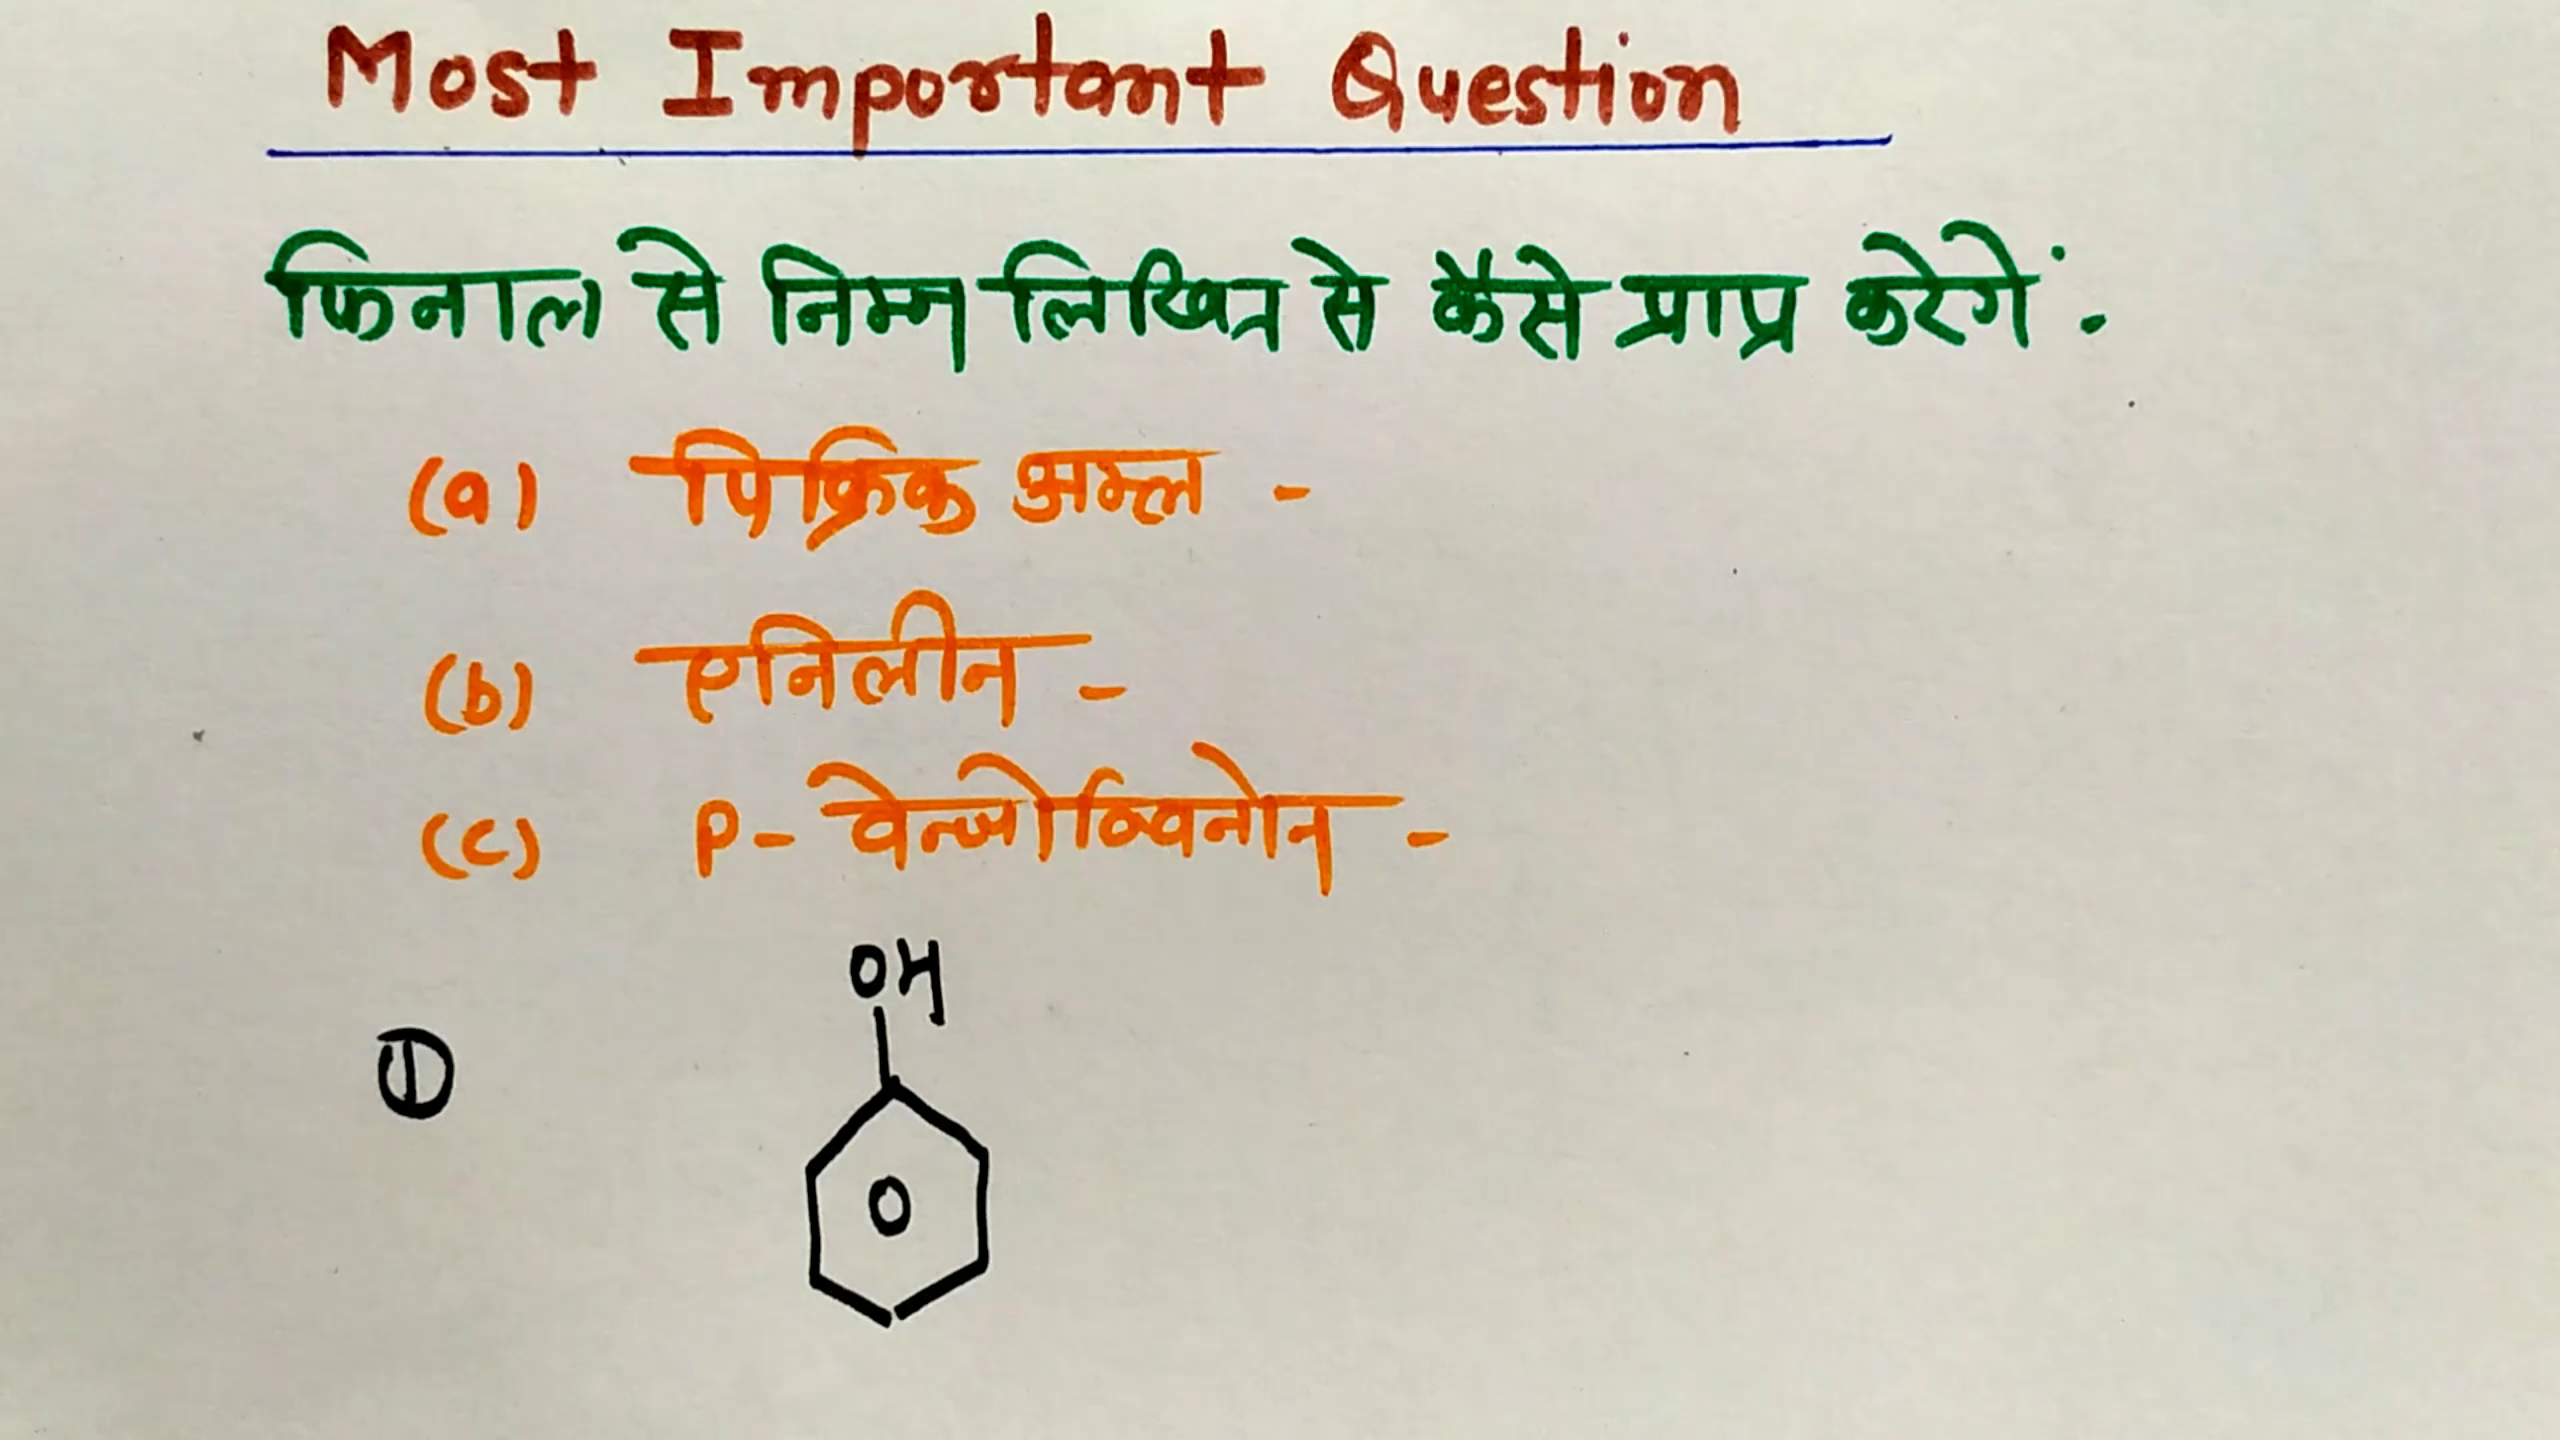 Most Important Question
फिनाल से निम्न लिखित से कैसे प्राप्त करेगें.
(a) पिक्रिक अम्ल -
(b) एनिलीन -
(c) P- वेन्जोक्विनोन -
OH
① O